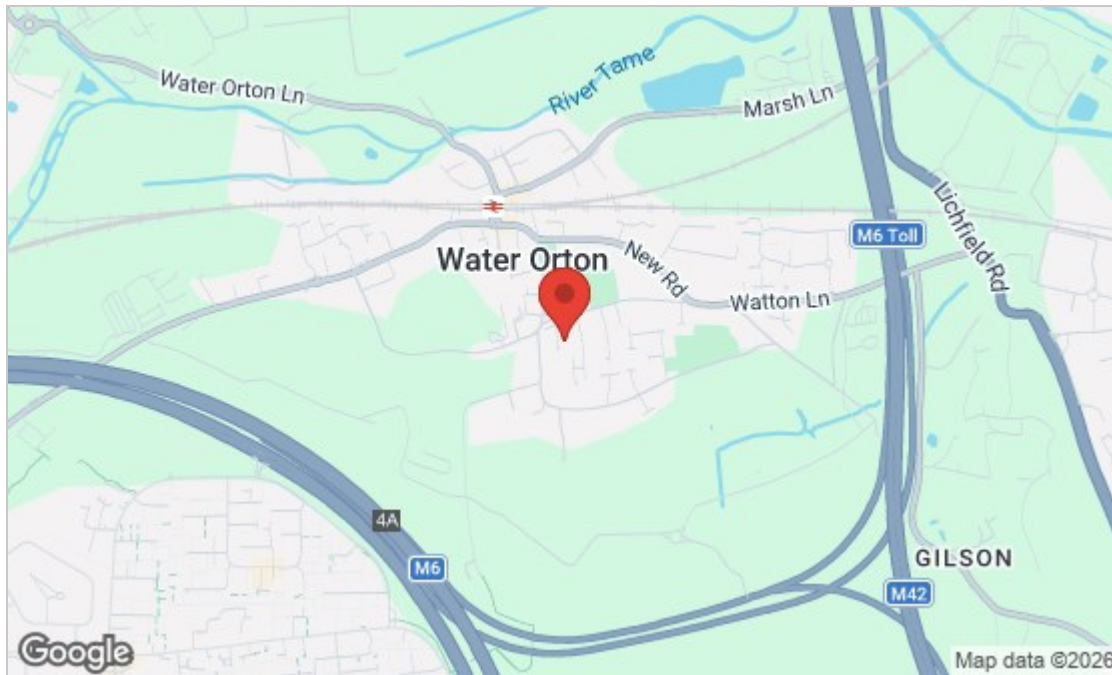 Water Orton Ln
River Tame
Marsh Ln
Lichfield Rd
M6 Toll
Water Orton
New Rd
Watton Ln
4A
M6
GILSON
M42
Google
Map data ©2026